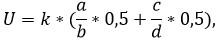 U = k * (a/b * 0,5 + c/d * 0,5),